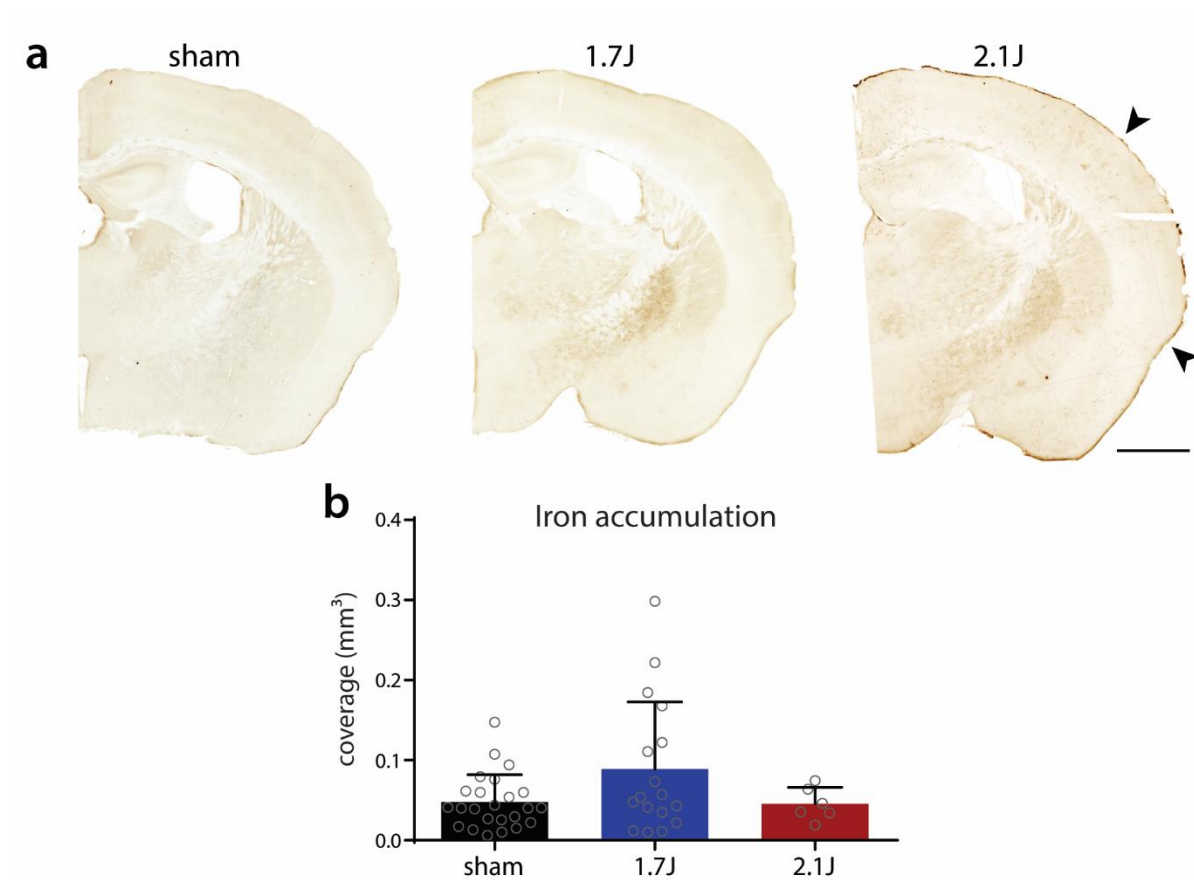 a
sham 1.7J 2.1J
b
Iron accumulation
coverage (mm³)
0.4
0.3
0.2
0.1
0.0
sham 1.7J 2.1J